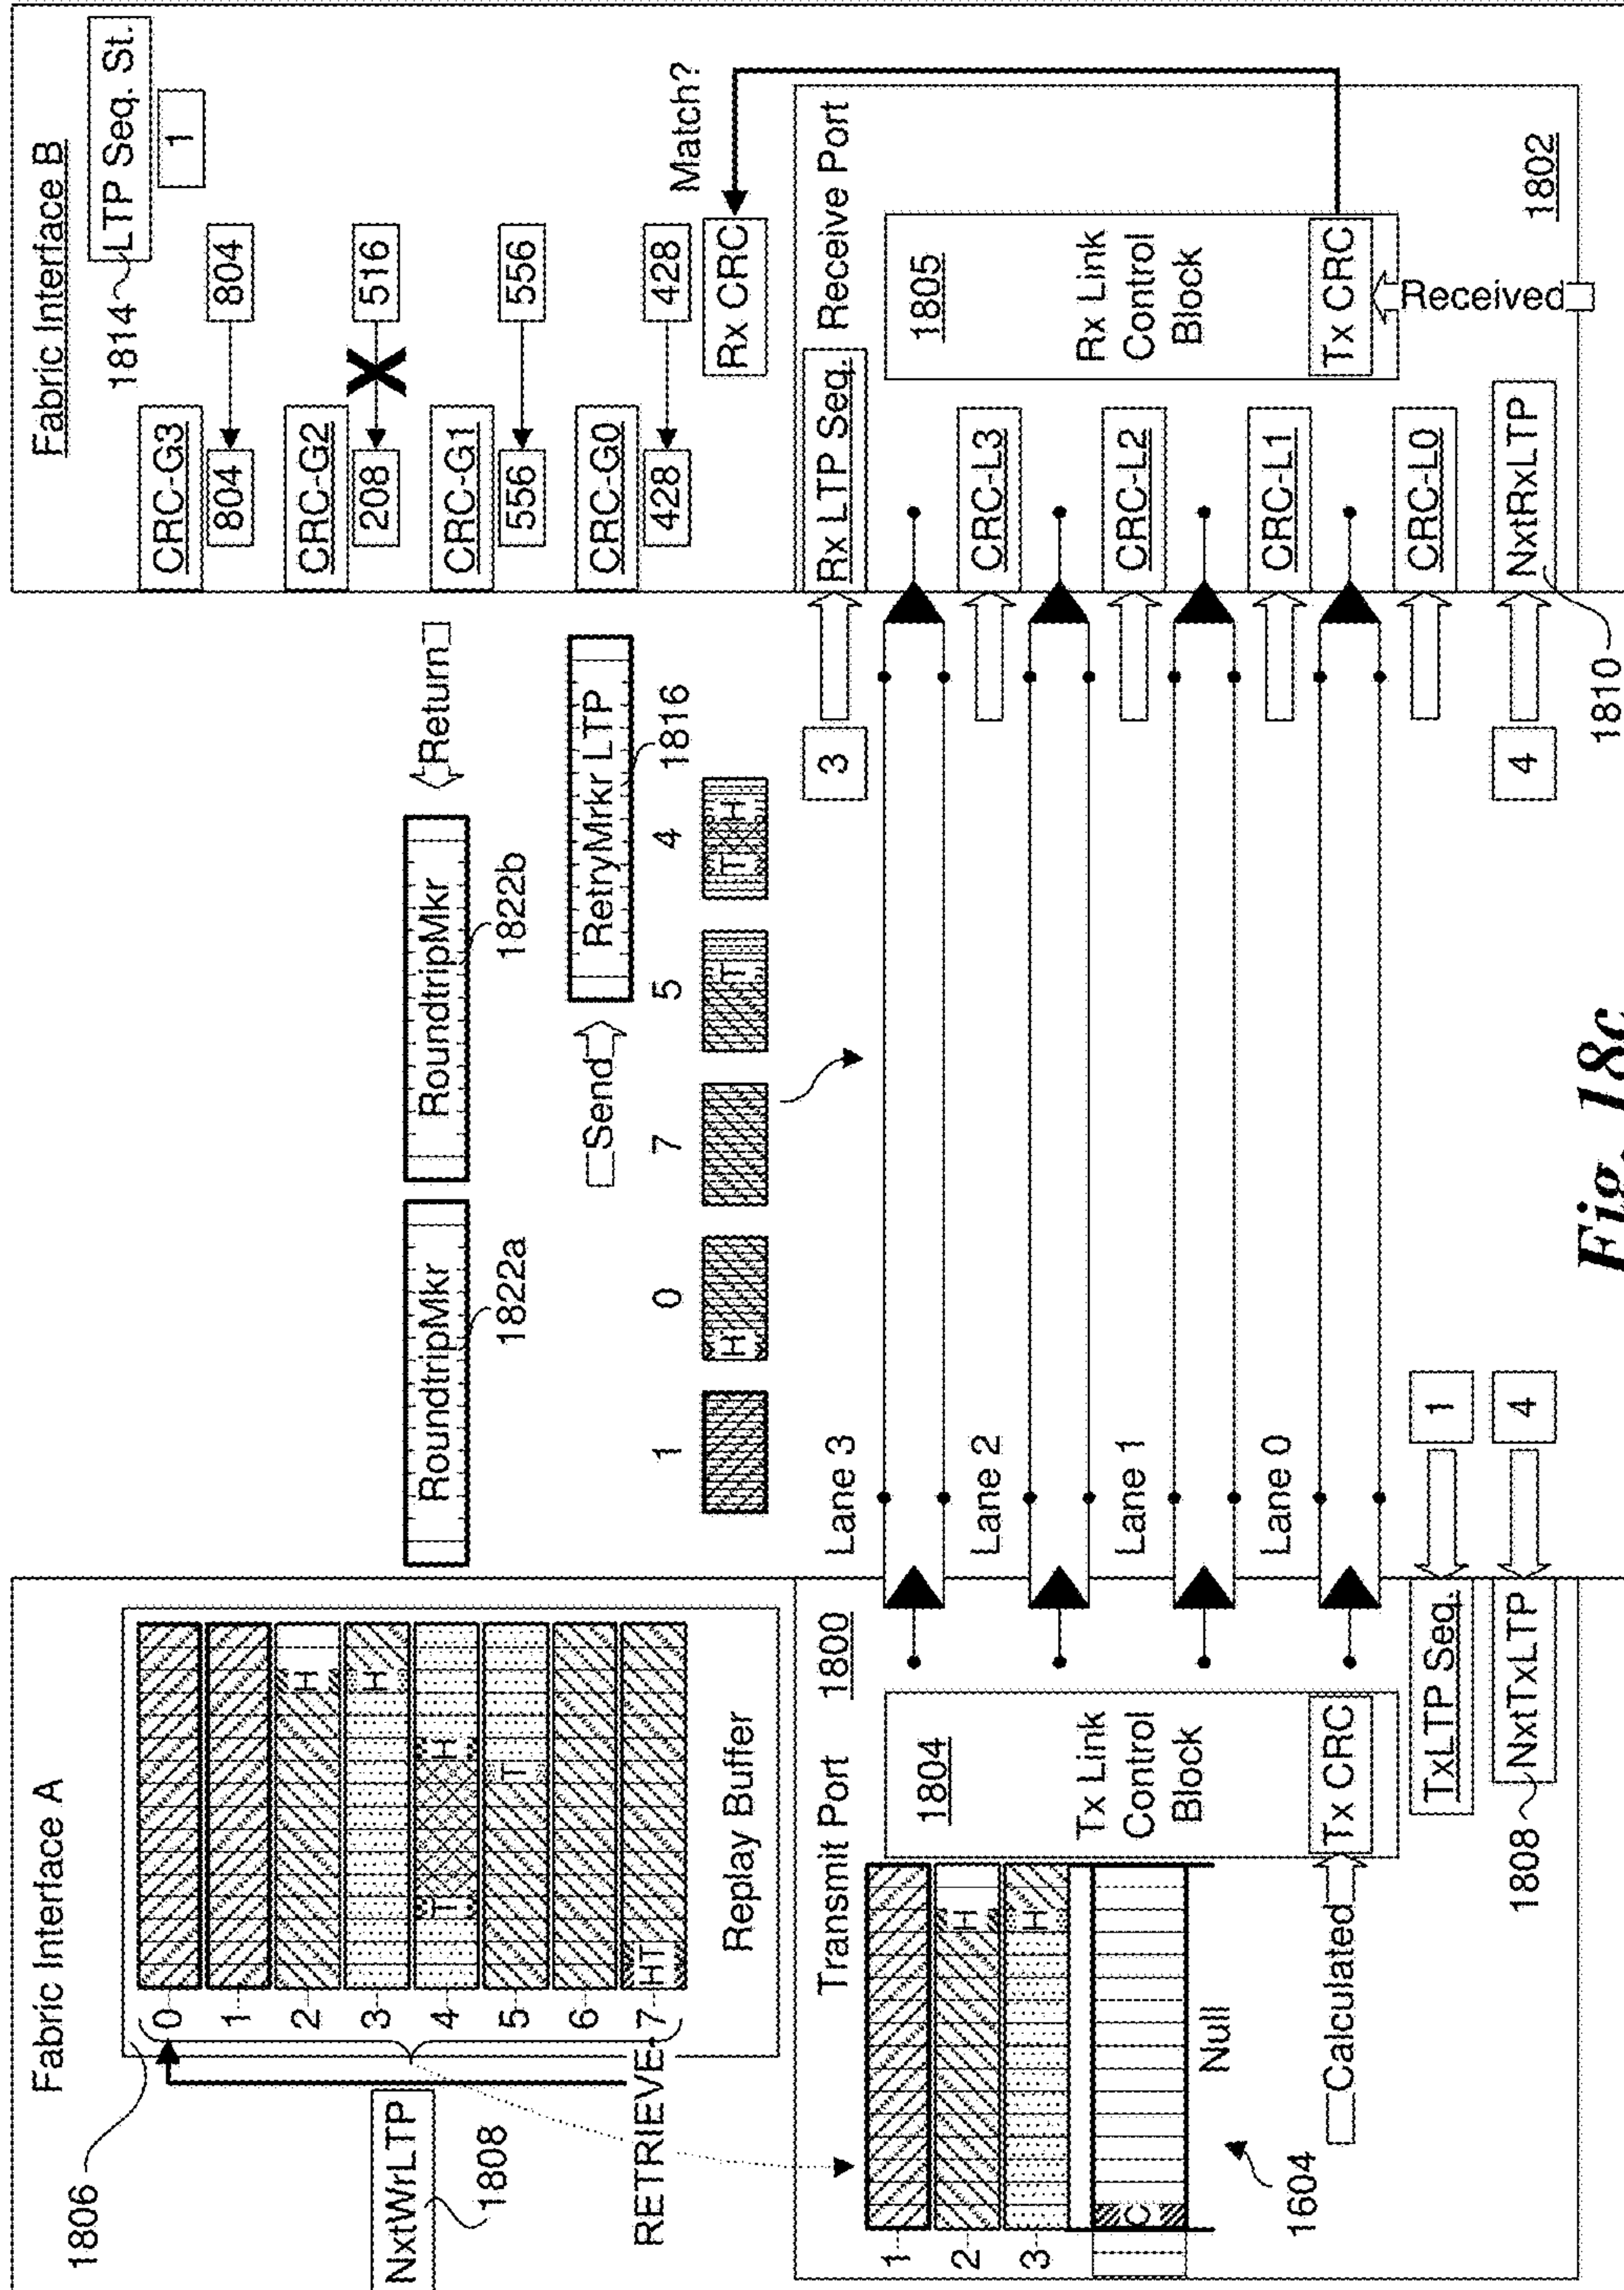 Fabric Interface A
1806
0
1
2
3
4
5
6
7
H
H
T
H
T
HT
Replay Buffer
NxtWrLTP
1808
RETRIEVE
Transmit Port
1800
1
2
3
H
H
C
Null
1604
1804
Tx Link
Control
Block
Calculated
Tx CRC
TxLTP Seq.
1
1808
NxtTxLTP
4
RoundtripMkr
1822a
RoundtripMkr
1822b
Return
Send
RetryMrkr LTP
1816
1
0
7
5
4
H
T
T
H
Lane 3
Lane 2
Lane 1
Lane 0
Fabric Interface B
1814
LTP Seq. St.
1
CRC-G3
804
804
CRC-G2
208
516
CRC-G1
556
556
CRC-G0
428
428
Rx CRC
Match?
3
Rx LTP Seq.
Receive Port
CRC-L3
CRC-L2
CRC-L1
CRC-L0
1805
Rx Link
Control
Block
Tx CRC
Received
4
NxtRxLTP
1810
1802
Fig. 18c